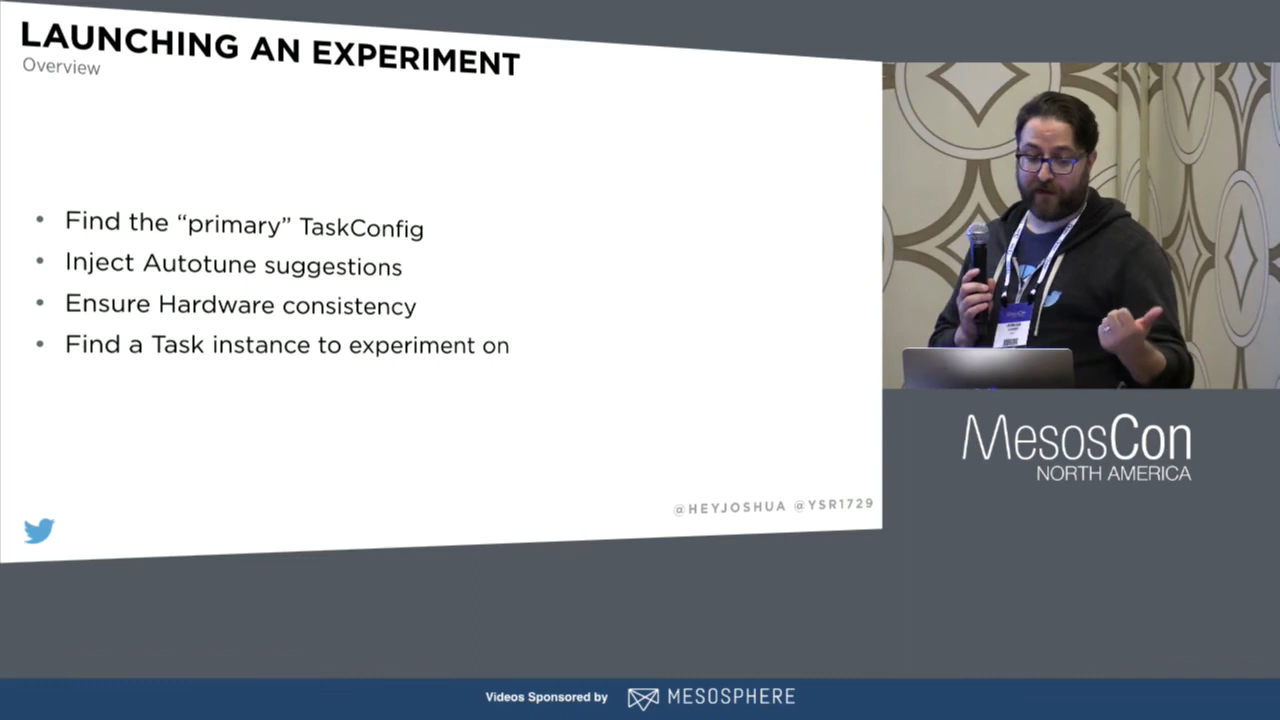 LAUNCHING AN EXPERIMENT
Overview
• Find the “primary” TaskConfig
• Inject Autotune suggestions
• Ensure Hardware consistency
• Find a Task instance to experiment on
@HEYJOSHUA @YSR1729
MesosCon
NORTH AMERICA
Videos Sponsored by MESOSPHERE